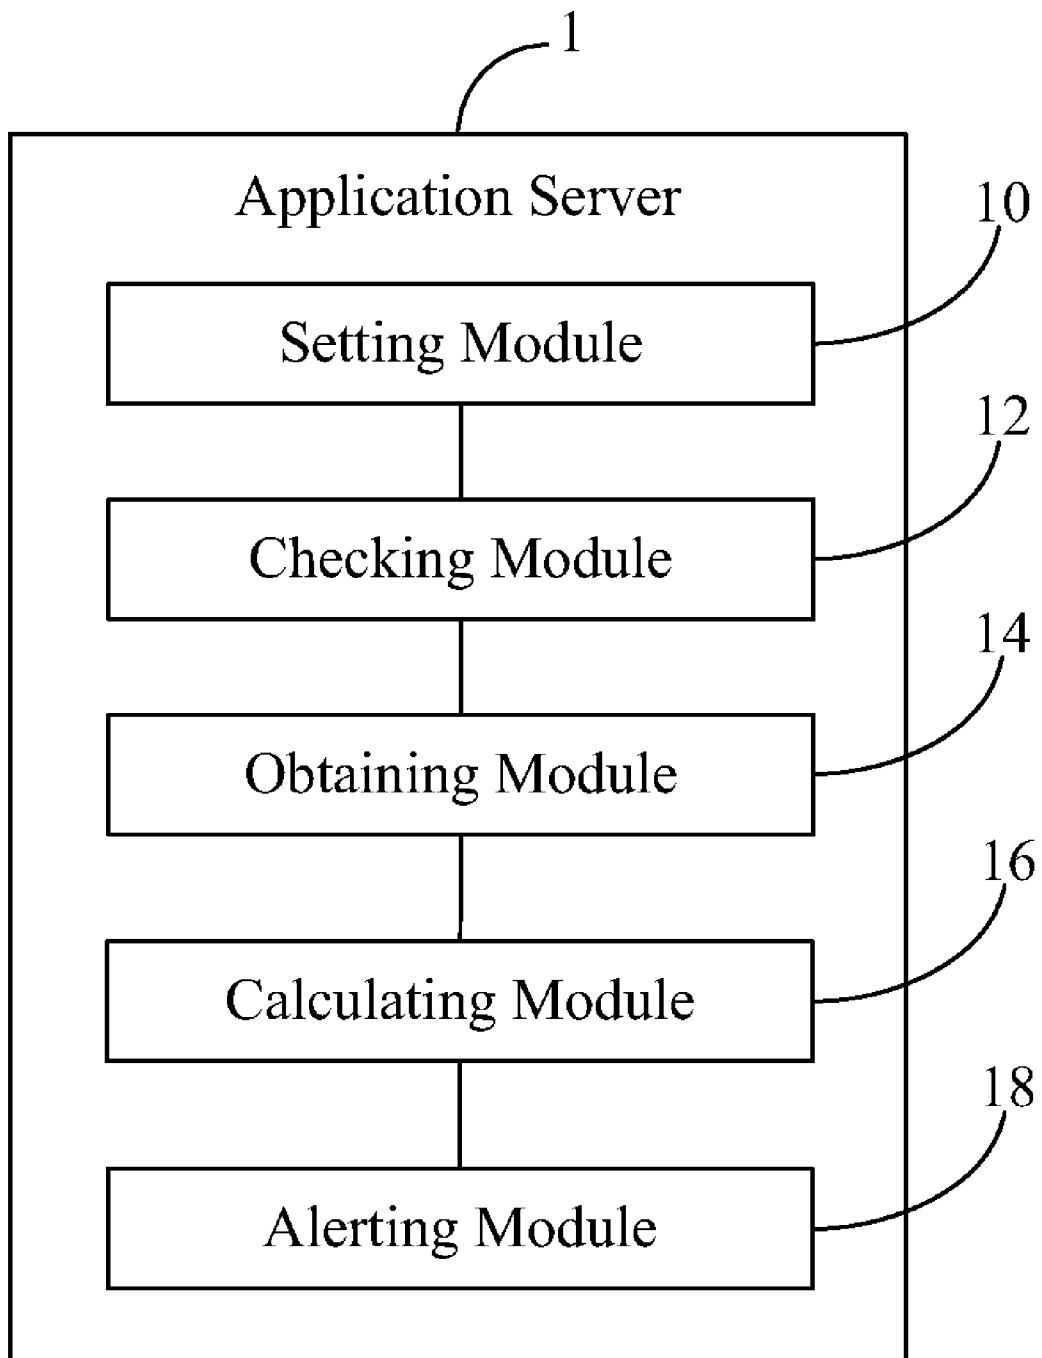 1
Application Server
10
Setting Module
12
Checking Module
14
Obtaining Module
16
Calculating Module
18
Alerting Module